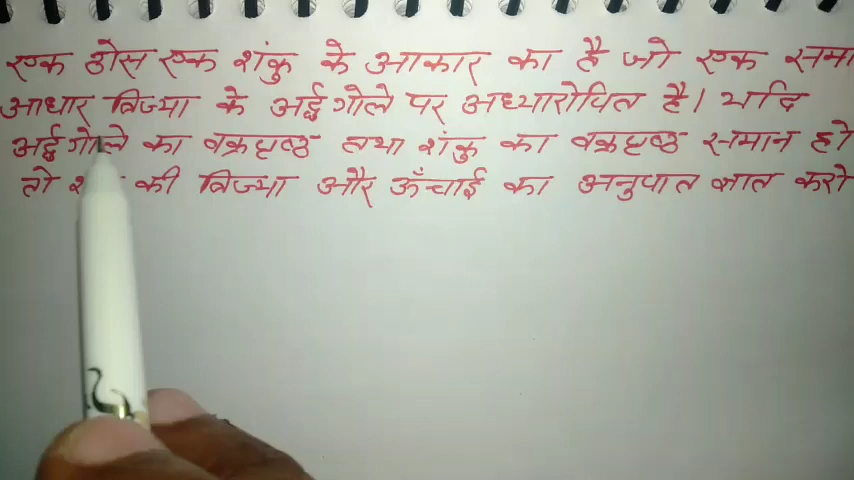 एक ठोस एक शंकु के आकार का है जो एक समा
आधार त्रिज्या के अर्द्धगोले पर अध्यारोपित है। यदि
अर्द्धगोले का वक्रपृष्ठ तथा शंकु का वक्रपृष्ठ समान हो
तो की त्रिज्या और ऊँचाई का अनुपात ज्ञात करो